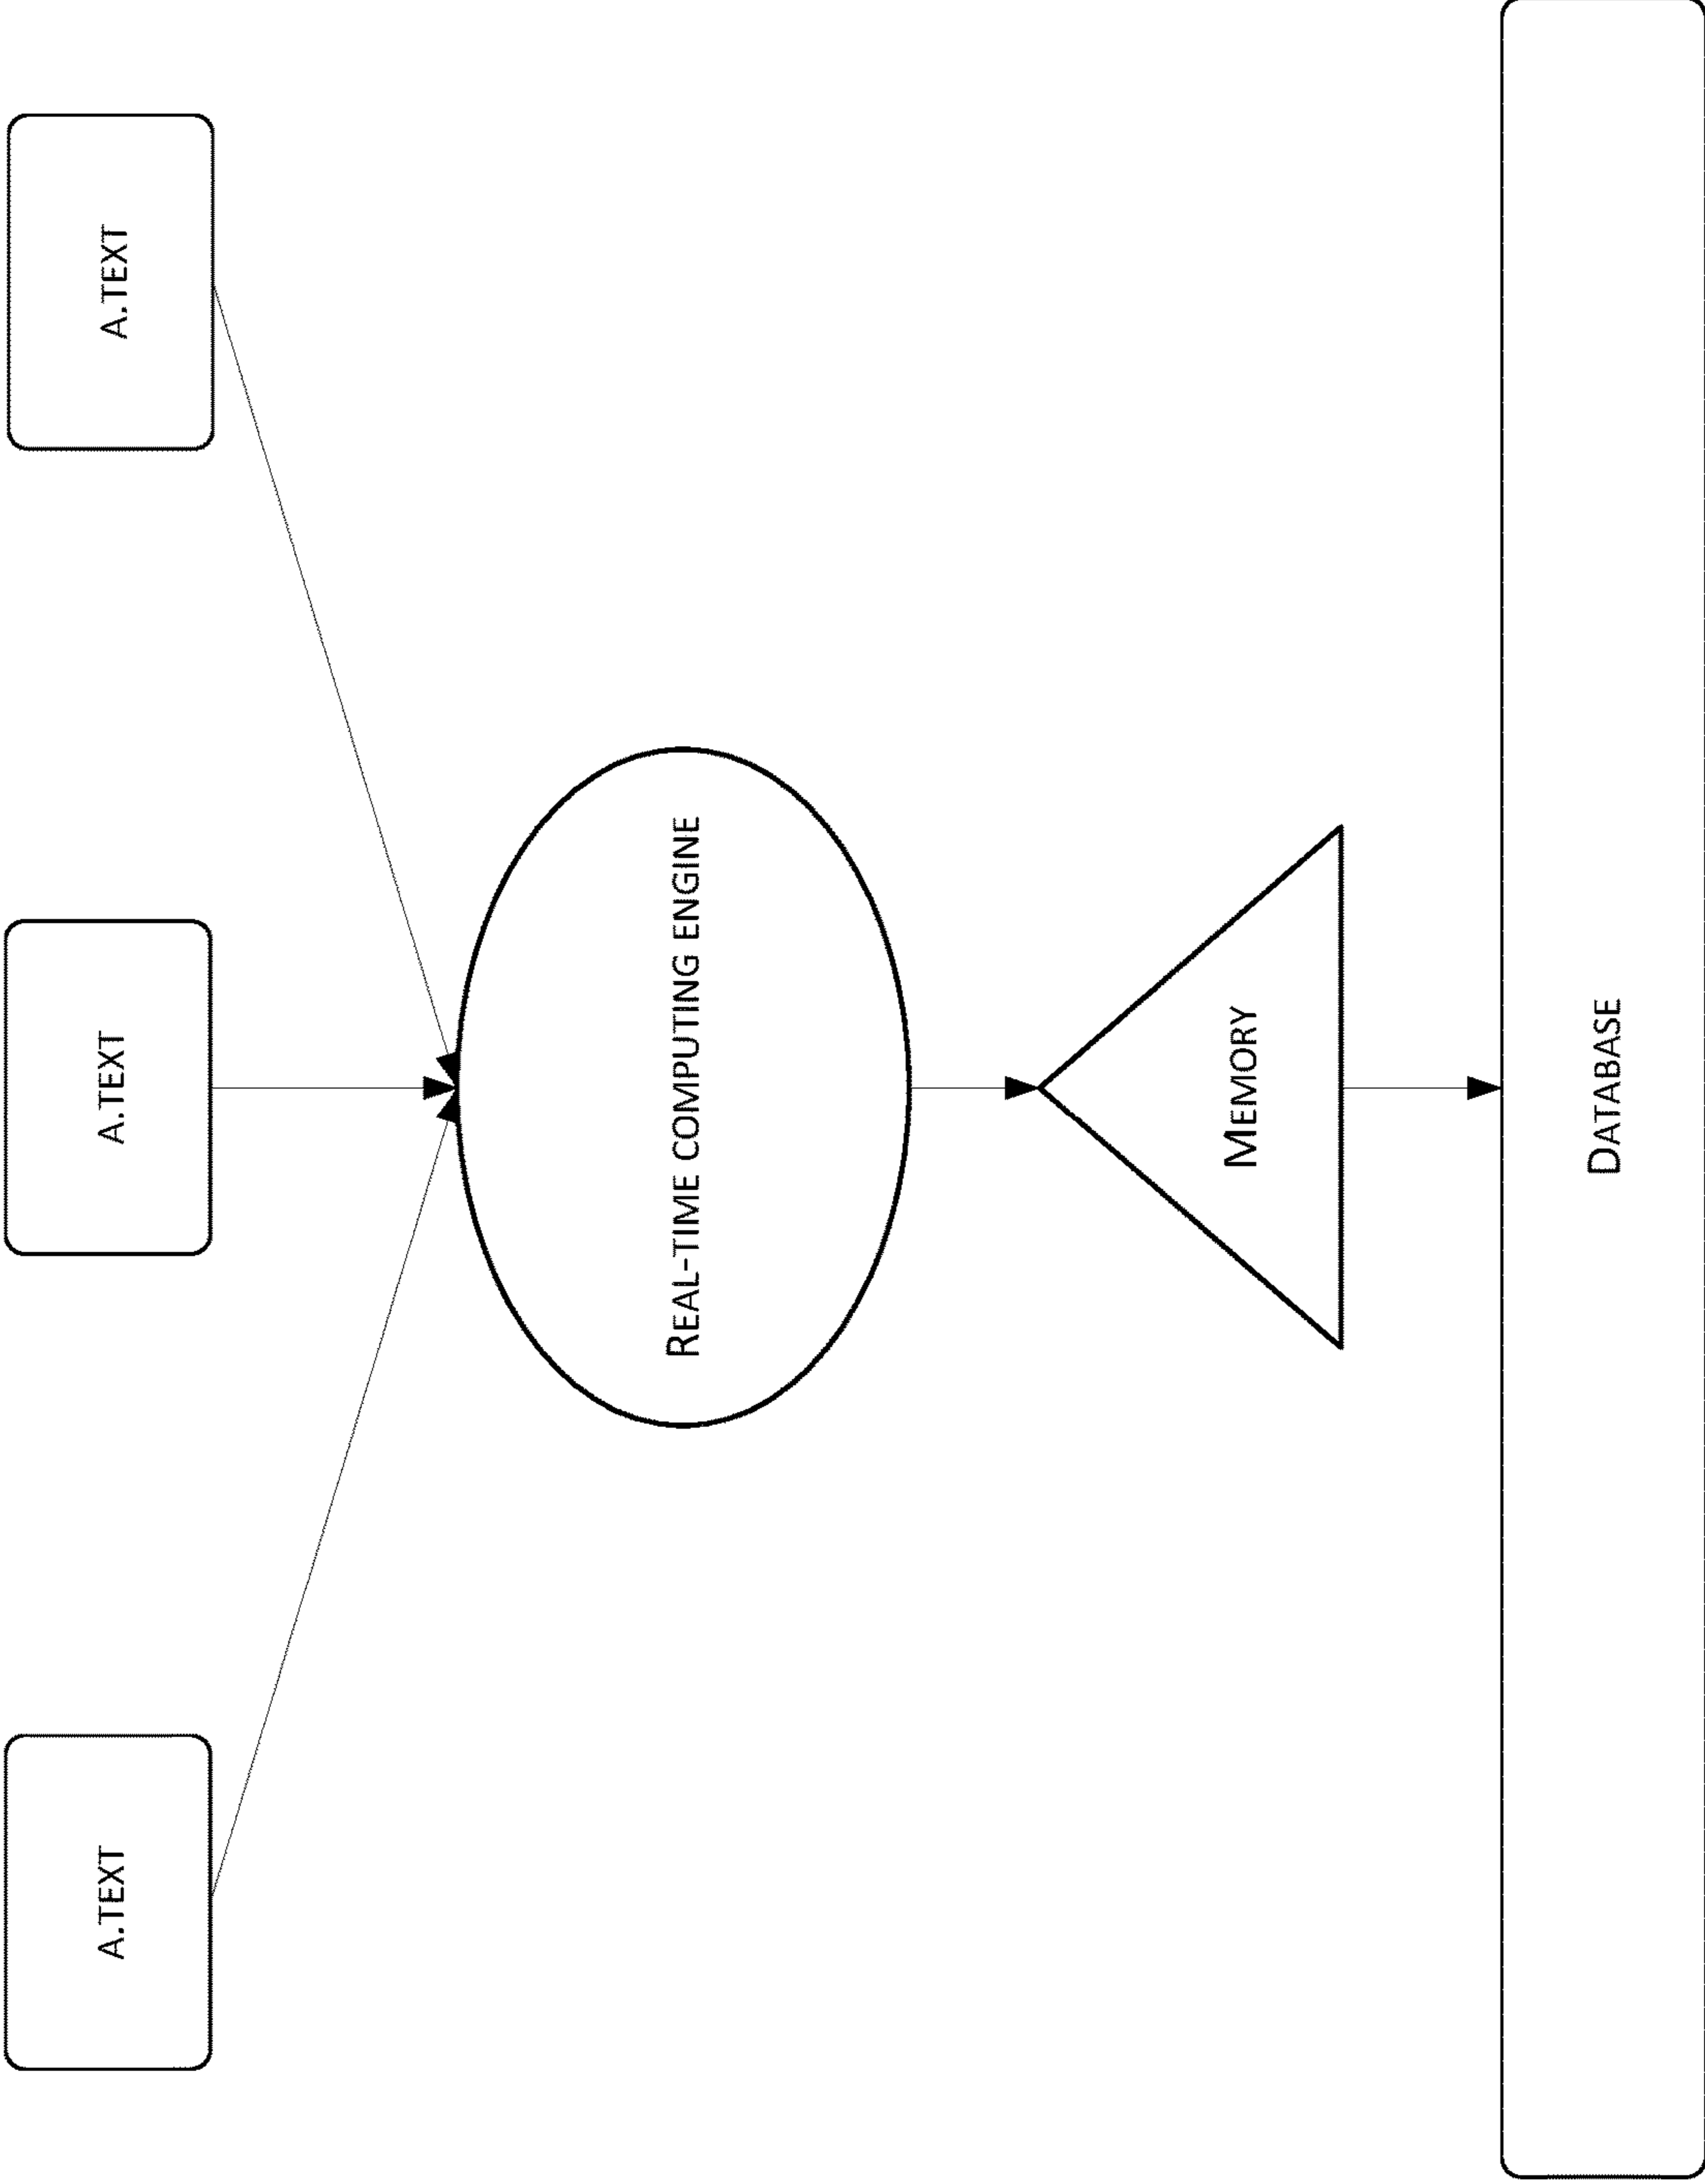 A.TEXT
A.TEXT
A.TEXT
REAL-TIME COMPUTING ENGINE
MEMORY
DATABASE